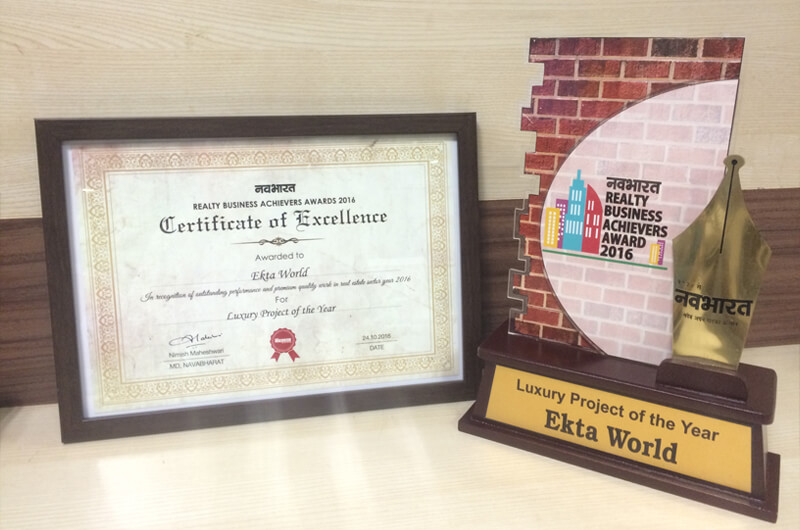 नवभारत
REALTY BUSINESS ACHIEVERS AWARDS 2016
Certificate of Excellence
Awarded to
Ekta World
In recognition of outstanding performance and premium quality work in real estate sector year 2016
For
Luxury Project of the Year
Nimish Maheshwari
MD, NAVABHARAT
24.10.2016
DATE
नवभारत
REALTY
BUSINESS
ACHIEVERS
AWARD
2016
नवभारत
Luxury Project of the Year
Ekta World